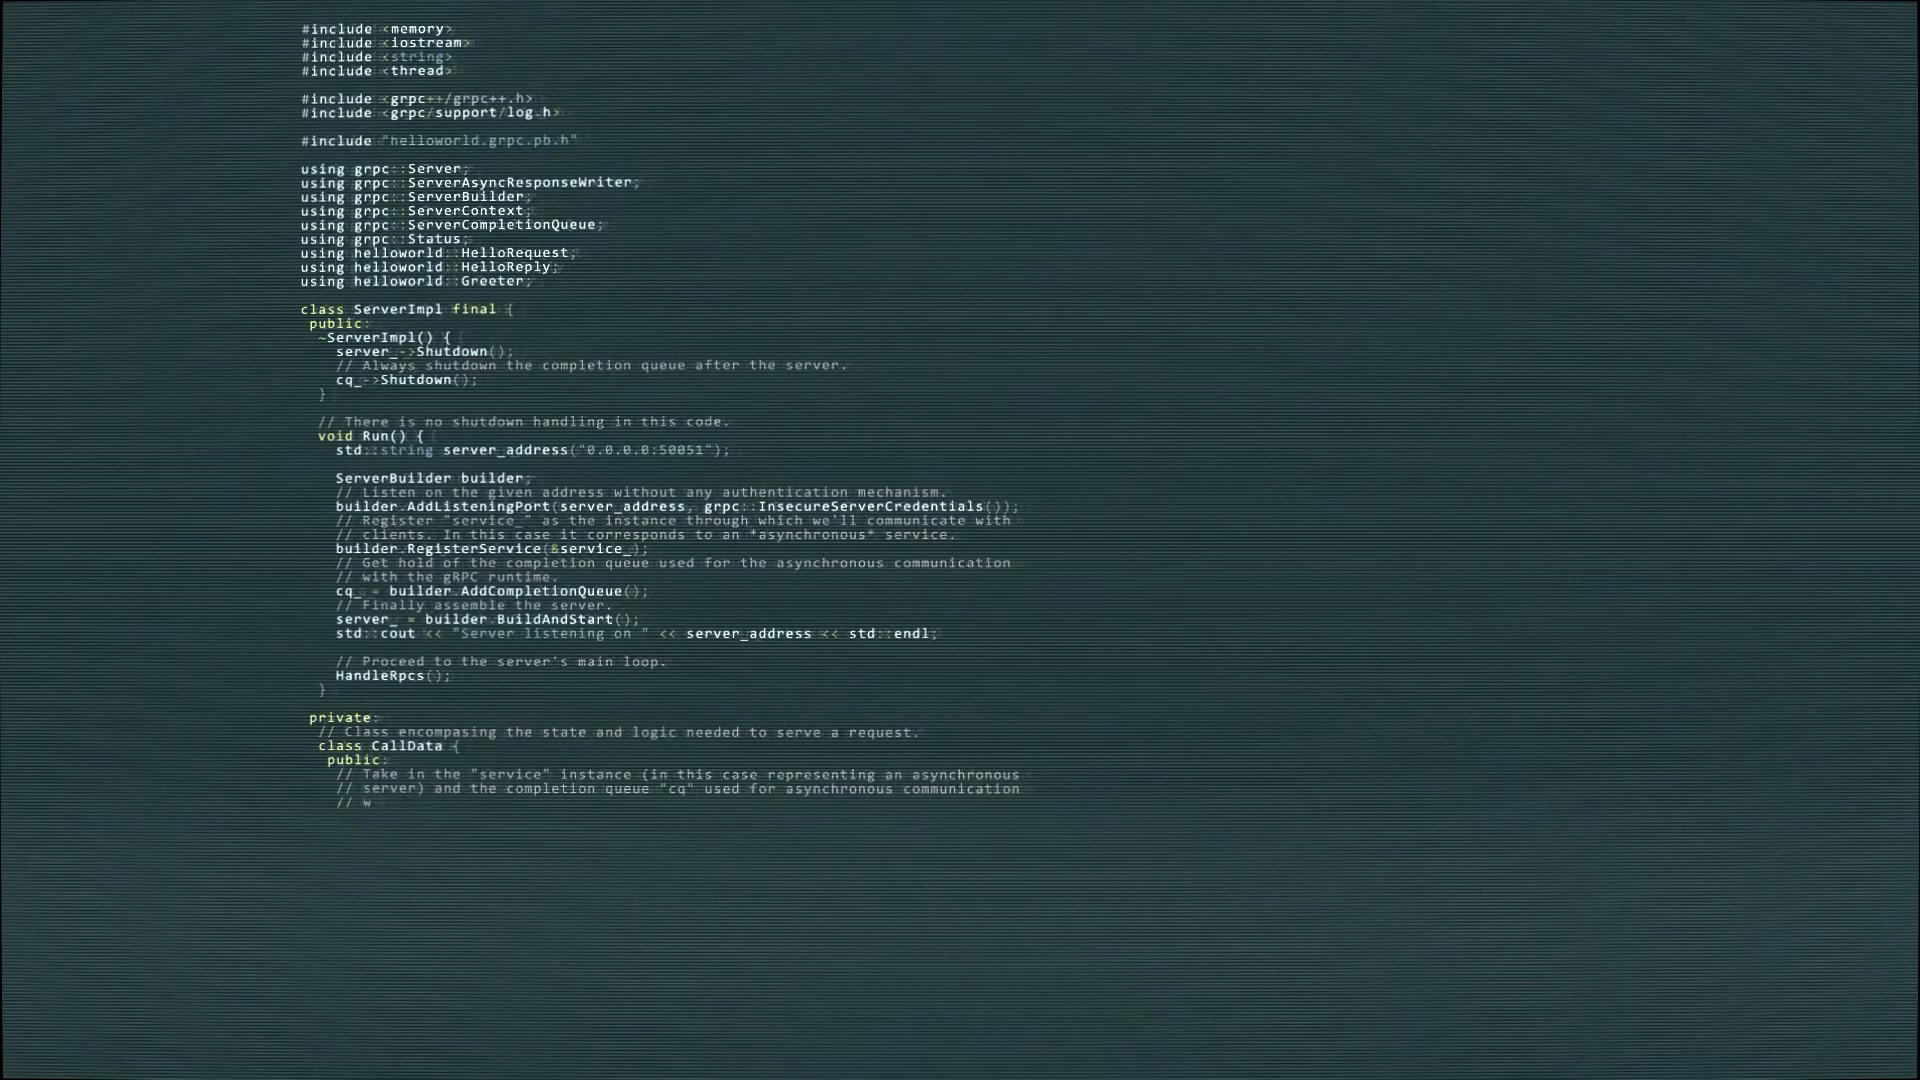 #include <memory>
#include <iostream>
#include <string>
#include <thread>
#include <grpc++/grpc++.h>
#include <grpc/support/log.h>
#include "helloworld.grpc.pb.h"
using grpc::Server;
using grpc::ServerAsyncResponseWriter;
using grpc::ServerBuilder;
using grpc::ServerContext;
using grpc::ServerCompletionQueue;
using grpc::Status;
using helloworld::HelloRequest;
using helloworld::HelloReply;
using helloworld::Greeter;
class ServerImpl final {
public:
~ServerImpl() {
server_->Shutdown();
// Always shutdown the completion queue after the server.
cq_->Shutdown();
}
// There is no shutdown handling in this code.
void Run() {
std::string server_address("0.0.0.0:50051");
ServerBuilder builder;
// Listen on the given address without any authentication mechanism.
builder.AddListeningPort(server_address, grpc::InsecureServerCredentials());
// Register "service_" as the instance through which we'll communicate with
// clients. In this case it corresponds to an *asynchronous* service.
builder.RegisterService(&service_);
// Get hold of the completion queue used for the asynchronous communication
// with the gRPC runtime.
cq_ = builder.AddCompletionQueue();
// Finally assemble the server.
server_ = builder.BuildAndStart();
std::cout << "Server listening on " << server_address << std::endl;
// Proceed to the server's main loop.
HandleRpcs();
}
private:
// Class encompasing the state and logic needed to serve a request.
class CallData {
public:
// Take in the "service" instance (in this case representing an asynchronous
// server) and the completion queue "cq" used for asynchronous communication
// w